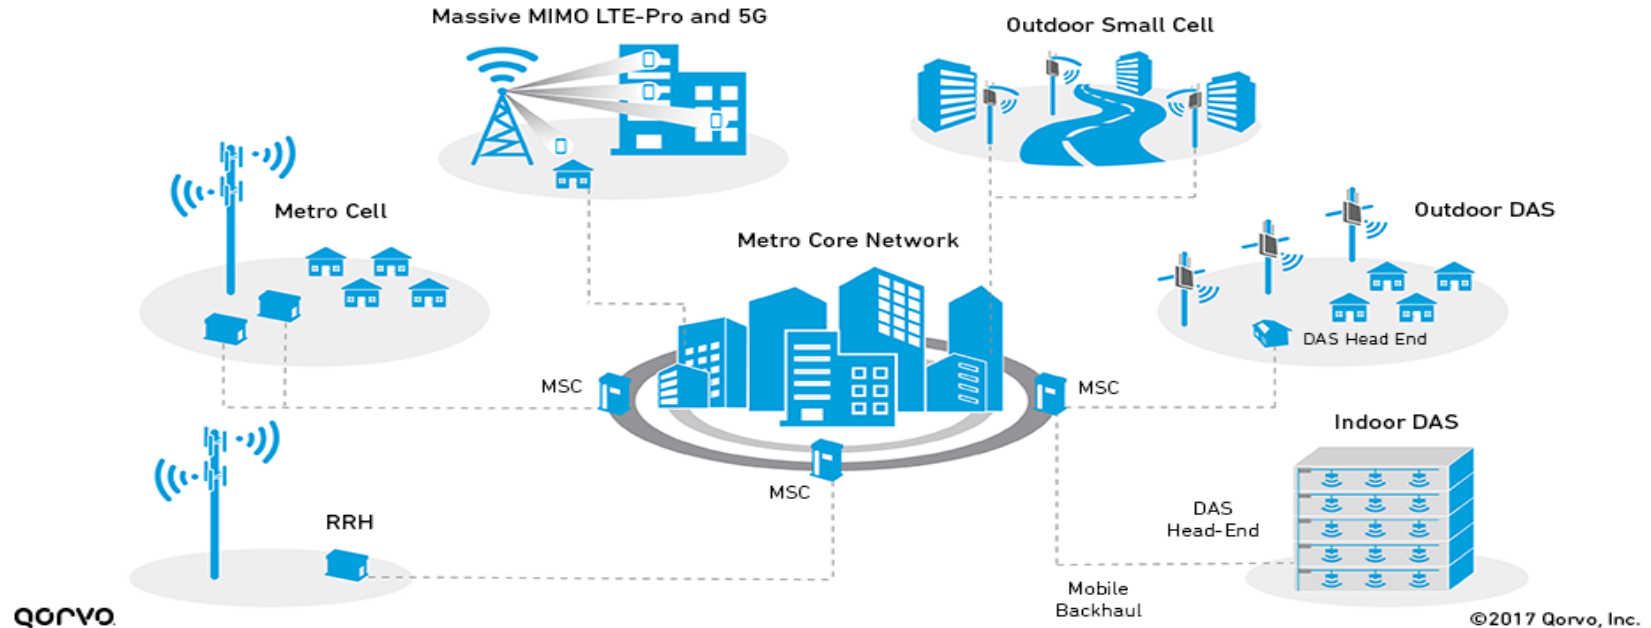 Massive MIMO LTE-Pro and 5G
Outdoor Small Cell
Metro Cell
Outdoor DAS
Metro Core Network
DAS Head End
MSC
MSC
Indoor DAS
MSC
RRH
DAS
Head-End
Mobile
Backhaul
QORVO
©2017 Qorvo, Inc.